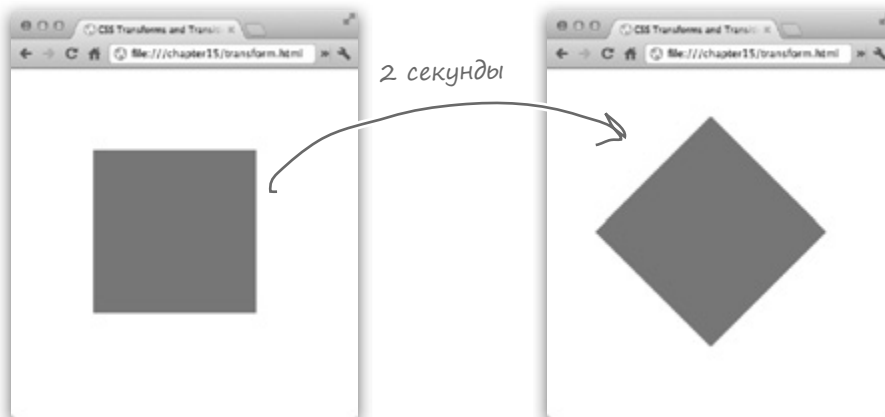 CSS Transforms and Transi
file:///chapter15/transform.html
2 секунды
CSS Transforms and Transi
file:///chapter15/transform.html